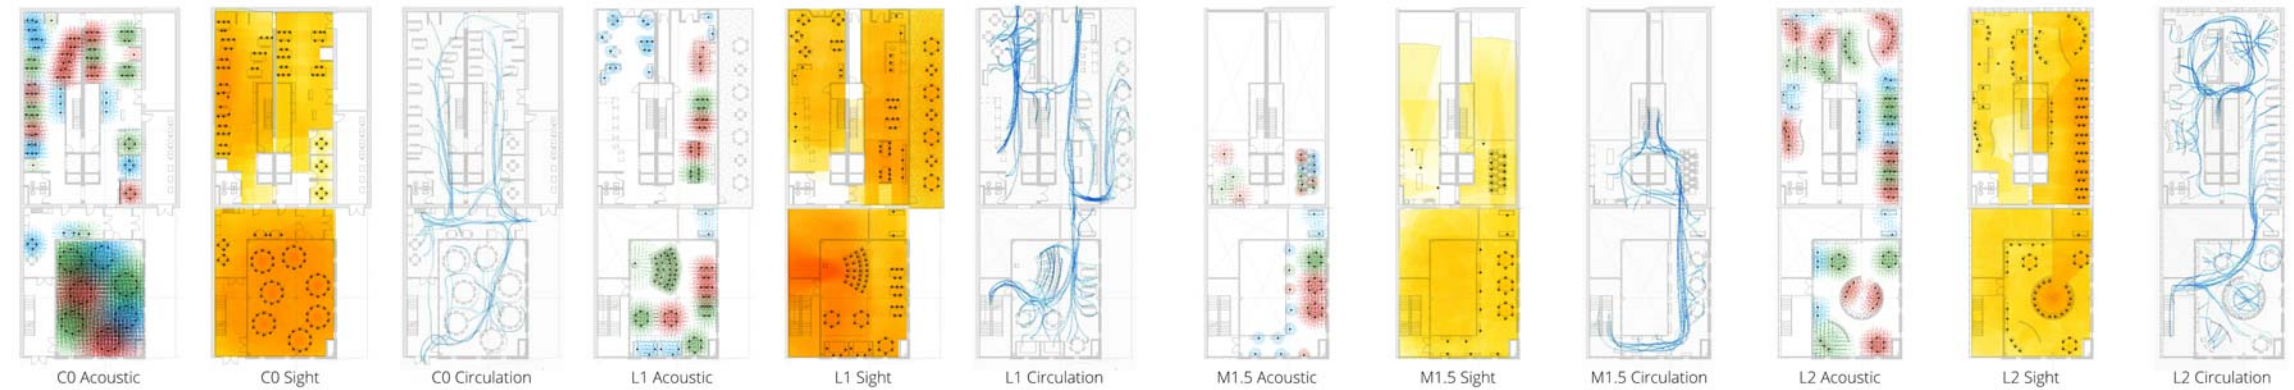 C0 Acoustic
C0 Sight
C0 Circulation
L1 Acoustic
L1 Sight
L1 Circulation
M1.5 Acoustic
M1.5 Sight
M1.5 Circulation
L2 Acoustic
L2 Sight
L2 Circulation